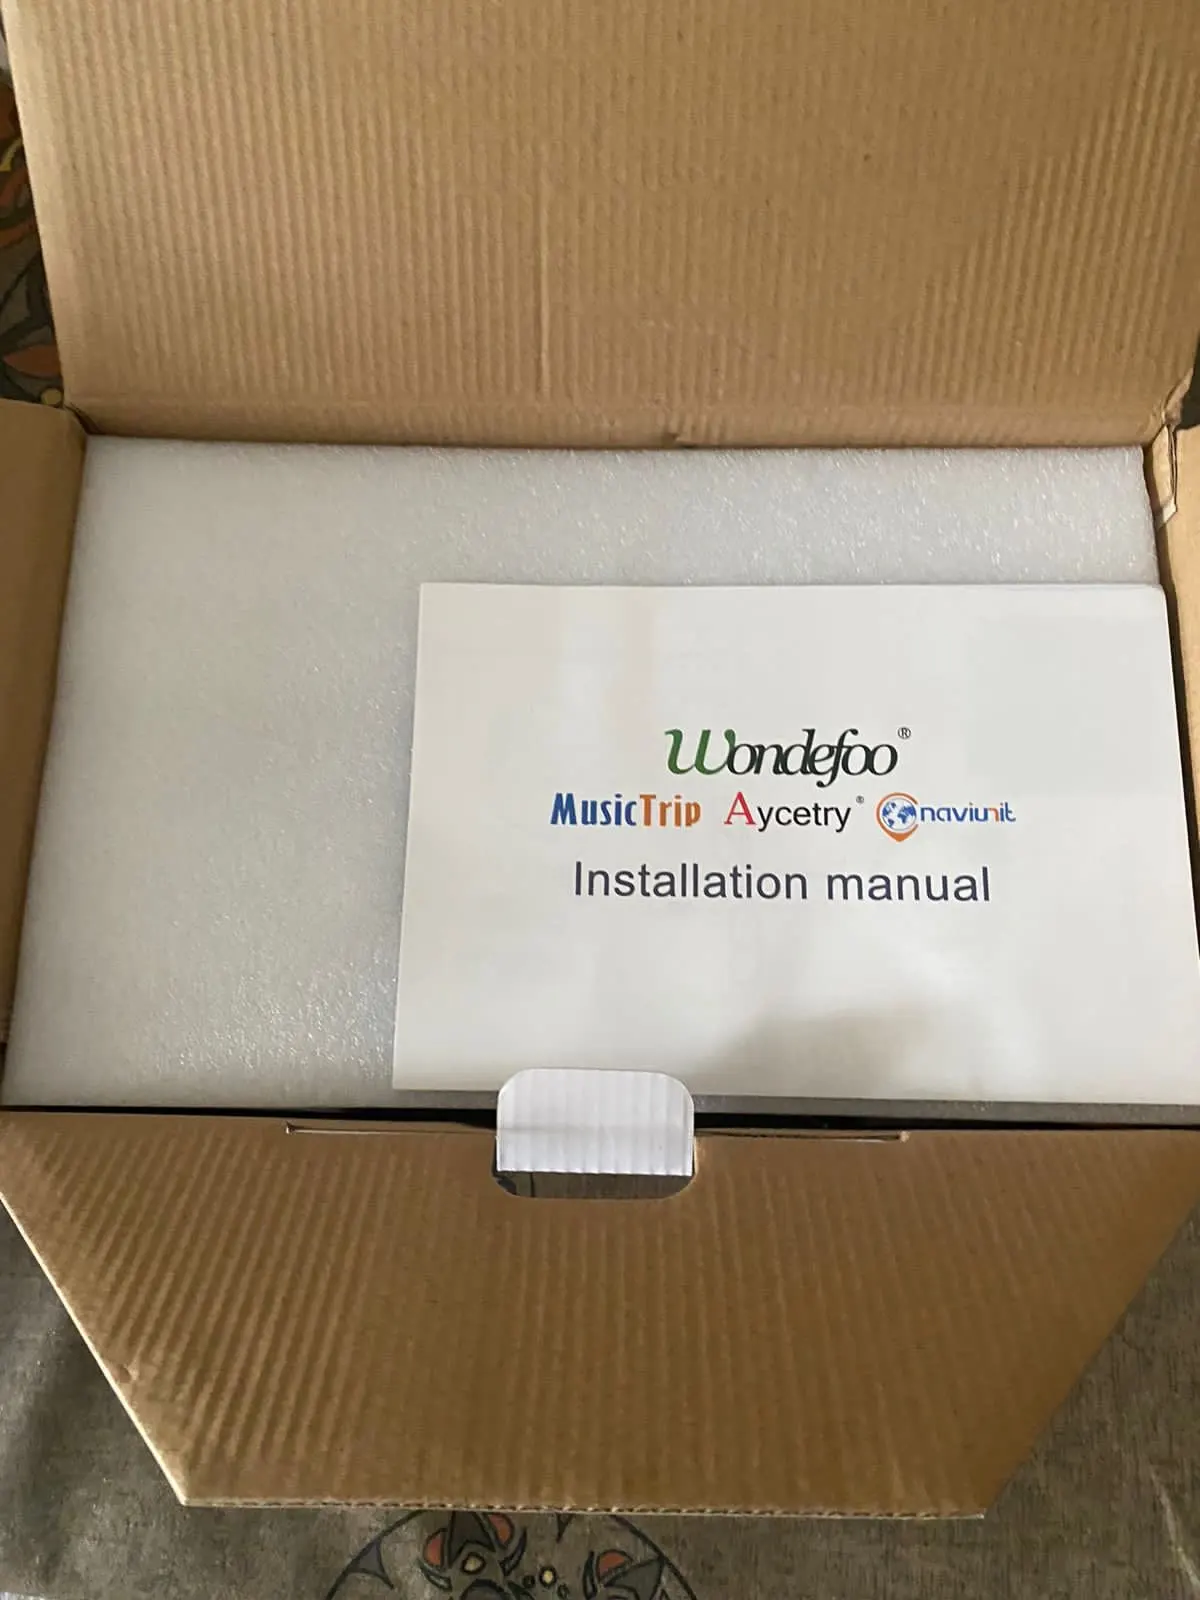 Wondefoo®
MusicTrip Aycetry® naviunit
Installation manual